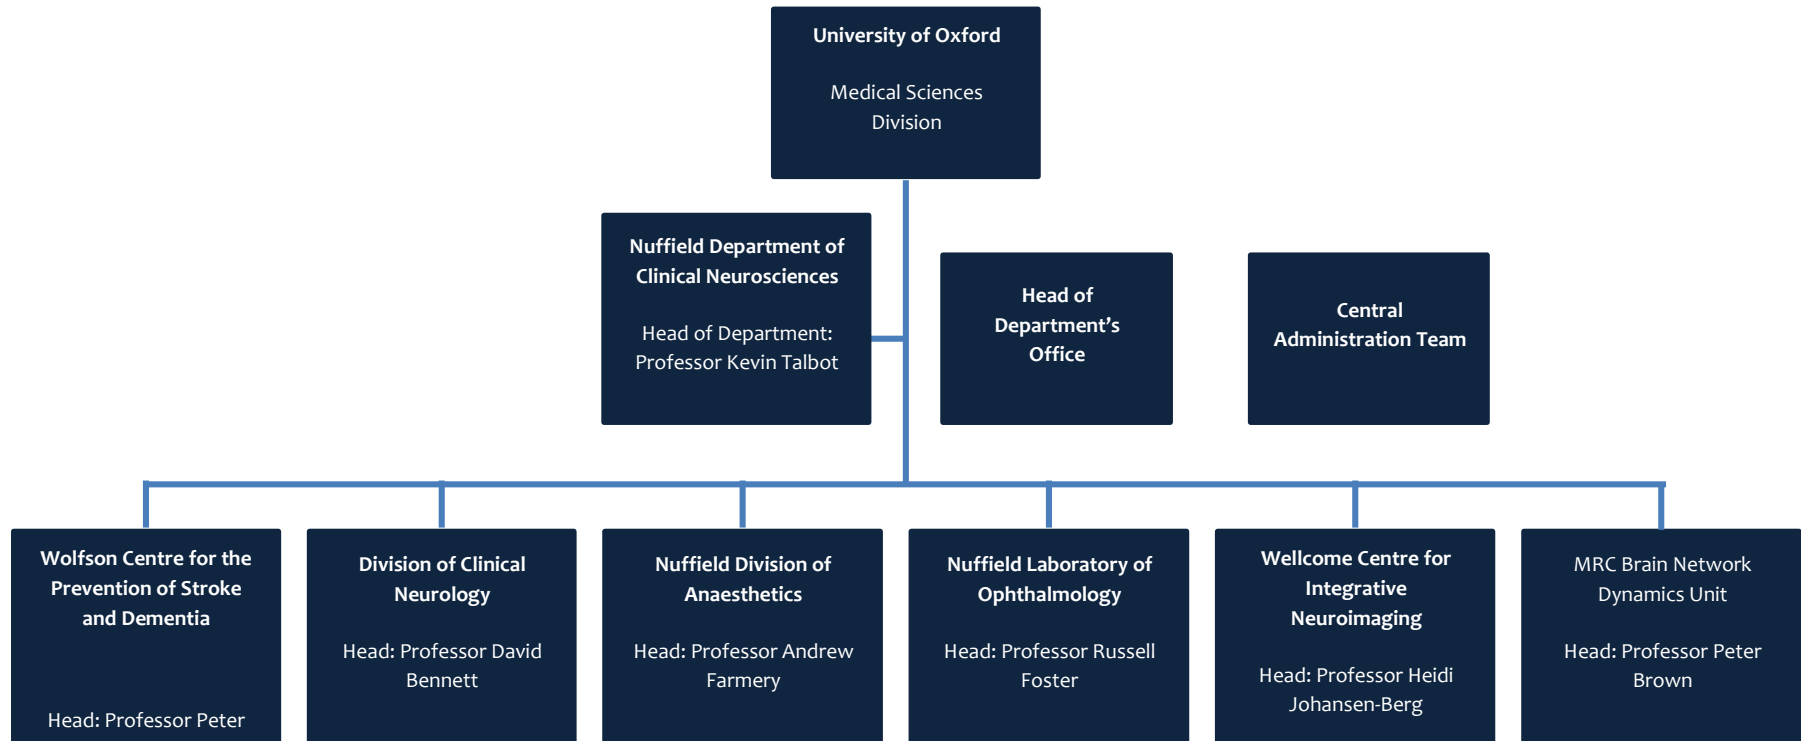 University of Oxford
Medical Sciences
Division
Nuffield Department of
Clinical Neurosciences
Head of Department:
Professor Kevin Talbot
Head of
Department’s
Office
Central
Administration Team
Wolfson Centre for the
Prevention of Stroke
and Dementia
Head: Professor Peter
Division of Clinical
Neurology
Head: Professor David
Bennett
Nuffield Division of
Anaesthetics
Head: Professor Andrew
Farmery
Nuffield Laboratory of
Ophthalmology
Head: Professor Russell
Foster
Wellcome Centre for
Integrative
Neuroimaging
Head: Professor Heidi
Johansen-Berg
MRC Brain Network
Dynamics Unit
Head: Professor Peter
Brown